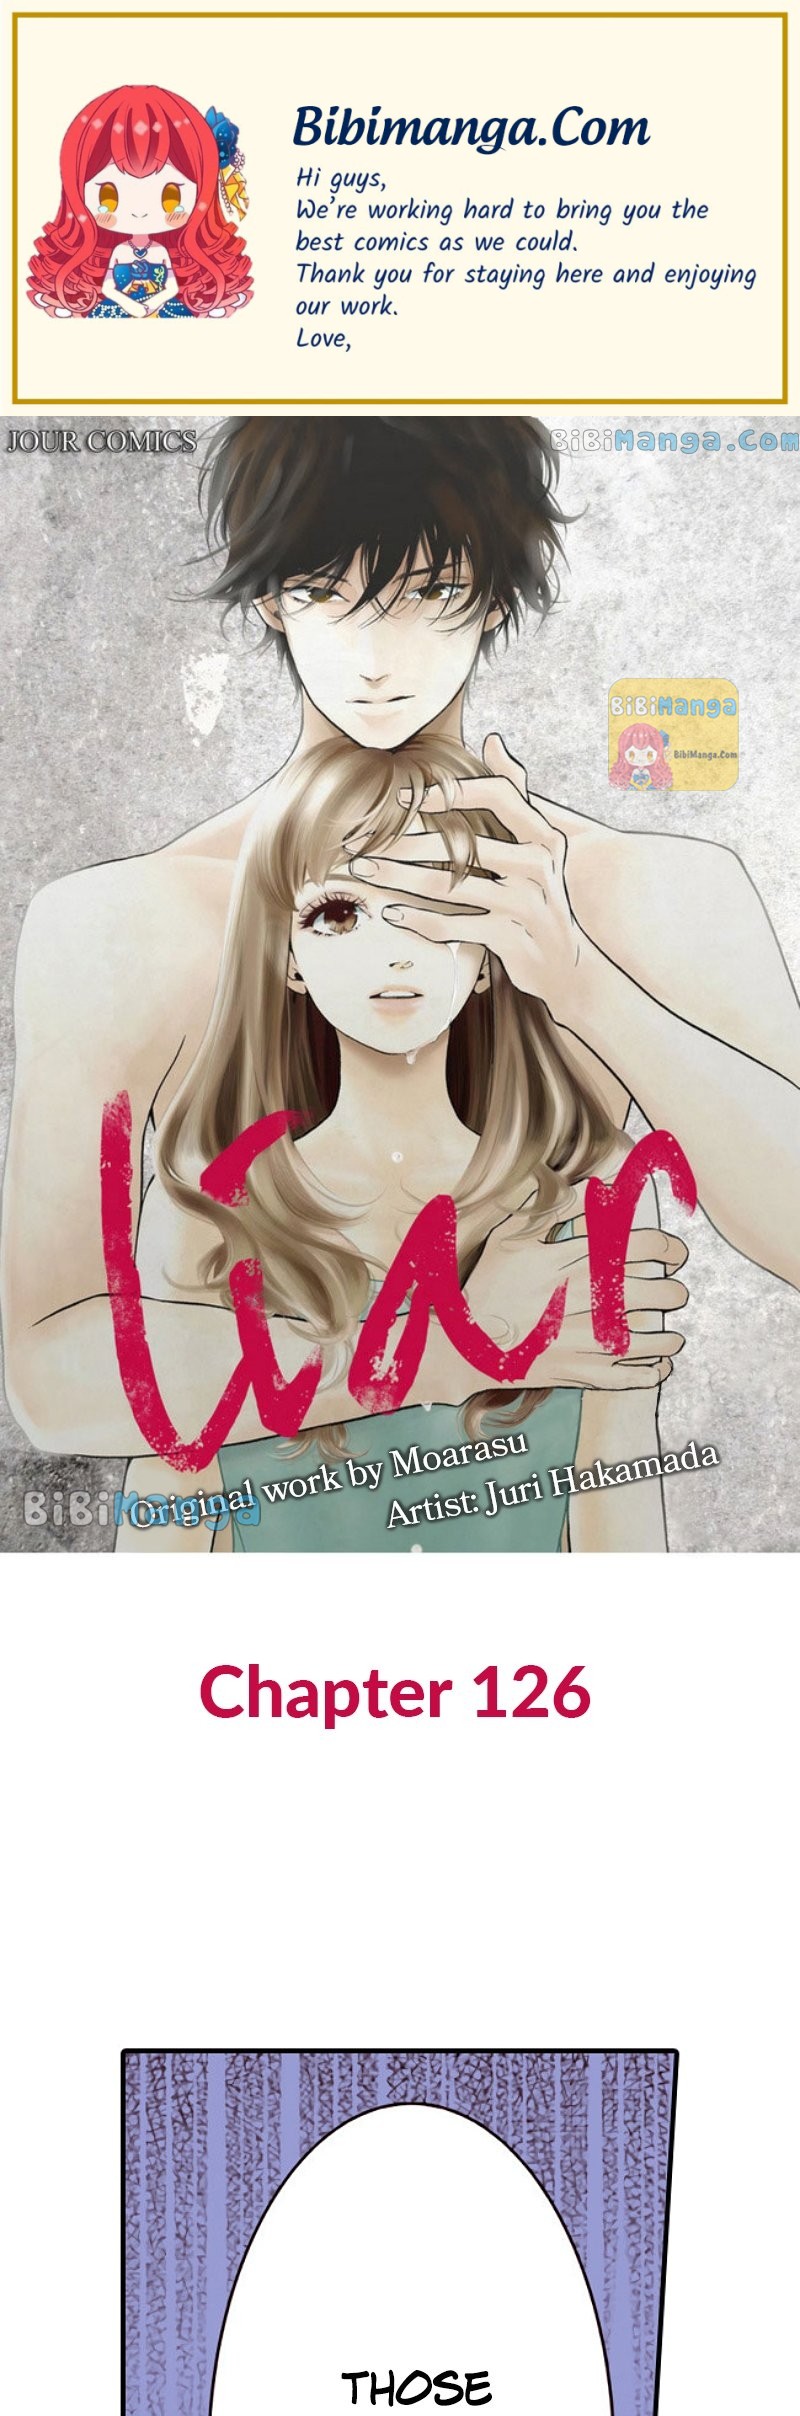 Bibimanga.Com
Hi guys,
We're working hard to bring you the
best comics as we could.
Thank you for staying here and enjoying
our work.
Love,
JOUR COMICS
BiBiManga.Com
BiBiManga
BibiManga.Com
liar
Original work by Moarasu
Artist: Juri Hakamada
BiBiManga
Chapter 126
THOSE